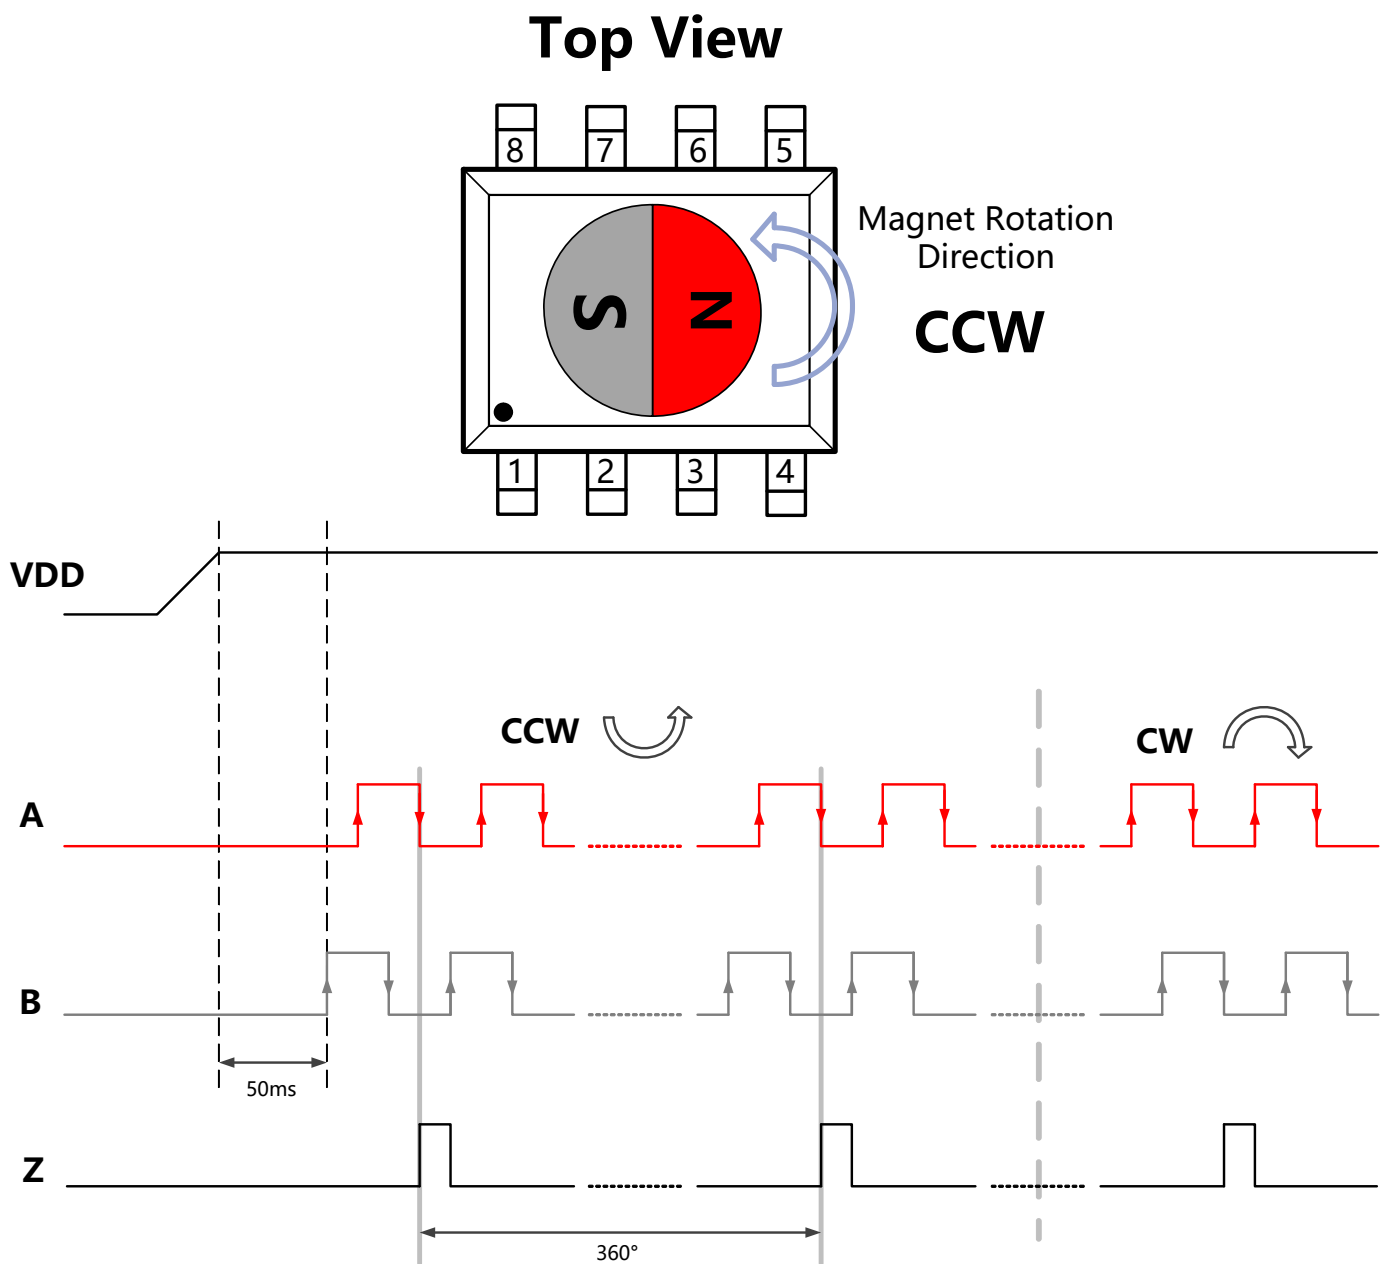 Top View
8 7 6 5
S N
Magnet Rotation
Direction
CCW
1 2 3 4
VDD
CCW
CW
A
B
50ms
Z
360°